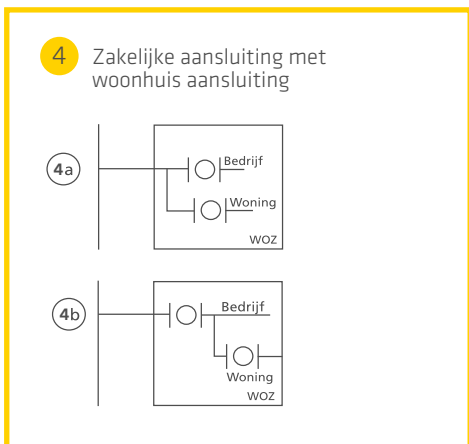 4 Zakelijke aansluiting met
woonhuis aansluiting
4a
Bedrijf
Woning
WOZ
4b
Bedrijf
Woning
WOZ